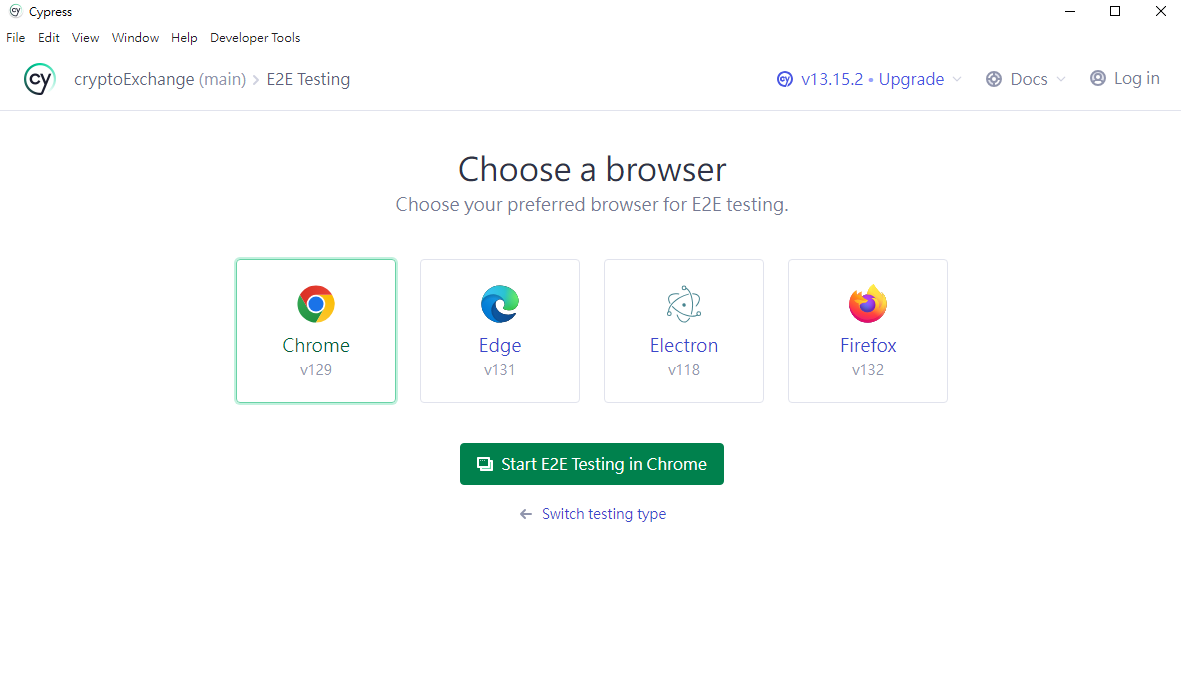 Cypress
File Edit View Window Help Developer Tools
cy cryptoExchange (main) > E2E Testing cy v13.15.2 • Upgrade Docs Log in
Choose a browser
Choose your preferred browser for E2E testing.
Chrome Edge Electron Firefox
v129 v131 v118 v132
Start E2E Testing in Chrome
← Switch testing type